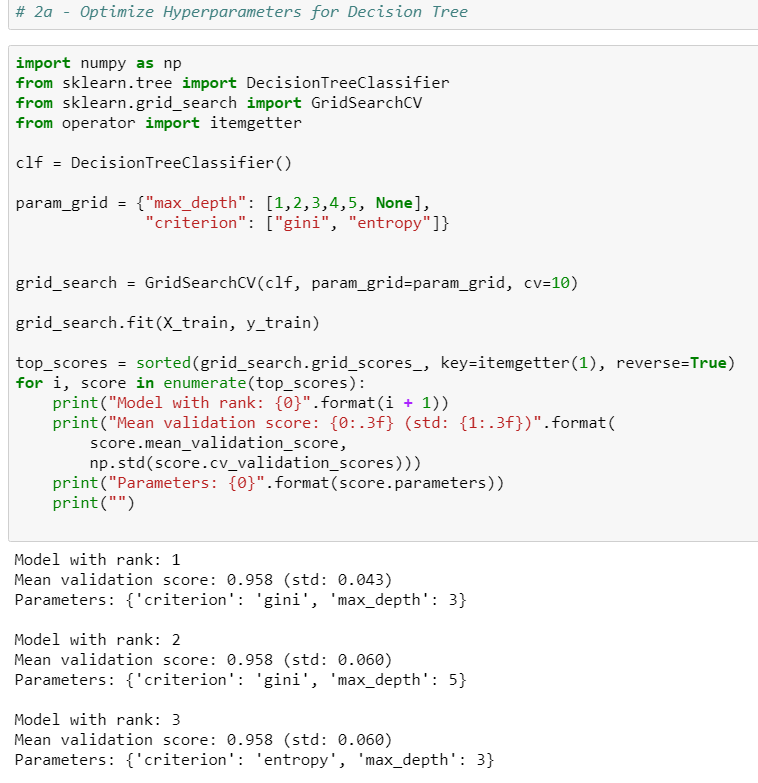 # 2a - Optimize Hyperparameters for Decision Tree
import numpy as np
from sklearn.tree import DecisionTreeClassifier
from sklearn.grid_search import GridSearchCV
from operator import itemgetter
clf = DecisionTreeClassifier()
param_grid = {"max_depth": [1,2,3,4,5, None],
              "criterion": ["gini", "entropy"]}
grid_search = GridSearchCV(clf, param_grid=param_grid, cv=10)
grid_search.fit(X_train, y_train)
top_scores = sorted(grid_search.grid_scores_, key=itemgetter(1), reverse=True)
for i, score in enumerate(top_scores):
    print("Model with rank: {0}".format(i + 1))
    print("Mean validation score: {0:.3f} (std: {1:.3f})".format(
        score.mean_validation_score,
        np.std(score.cv_validation_scores)))
    print("Parameters: {0}".format(score.parameters))
    print("")
Model with rank: 1
Mean validation score: 0.958 (std: 0.043)
Parameters: {'criterion': 'gini', 'max_depth': 3}
Model with rank: 2
Mean validation score: 0.958 (std: 0.060)
Parameters: {'criterion': 'gini', 'max_depth': 5}
Model with rank: 3
Mean validation score: 0.958 (std: 0.060)
Parameters: {'criterion': 'entropy', 'max_depth': 3}